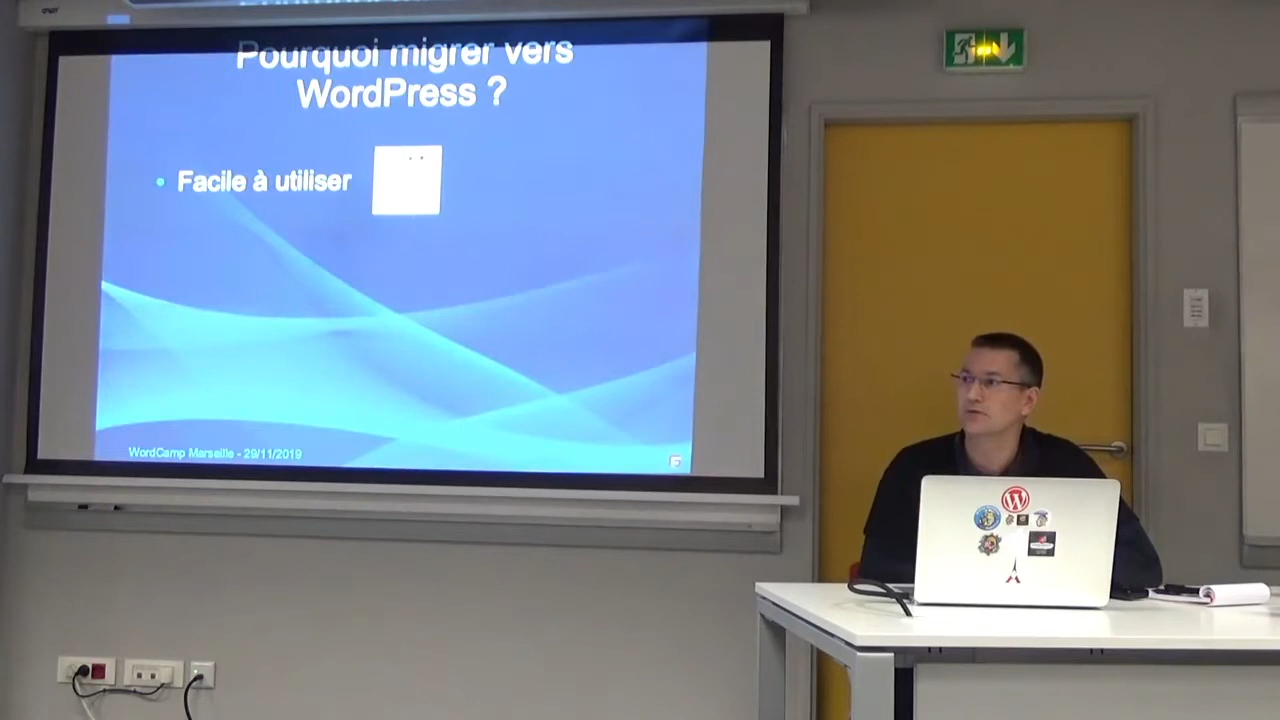 Pourquoi migrer vers
WordPress ?
• Facile à utiliser
WordCamp Marseille - 29/11/2019